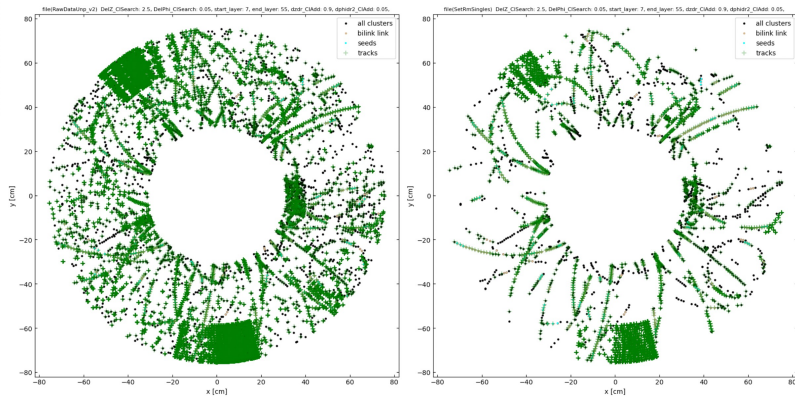 file(RawDataUnp_v2) DelZ_ClSearch: 2.5, DelPhi_ClSearch: 0.05, start_layer: 7, end_layer: 55, dzdr_ClAdd: 0.9, dphidr2_ClAdd: 0.05,
80
60
40
20
0
−20
−40
−60
−80
y [cm]
−80 −60 −40 −20 0 20 40 60 80
x [cm]
all clusters
bilink link
seeds
tracks
file(SetRmSingles) DelZ_ClSearch: 2.5, DelPhi_ClSearch: 0.05, start_layer: 7, end_layer: 55, dzdr_ClAdd: 0.9, dphidr2_ClAdd: 0.05,
80
60
40
20
0
−20
−40
−60
−80
y [cm]
−80 −60 −40 −20 0 20 40 60 80
x [cm]
all clusters
bilink link
seeds
tracks